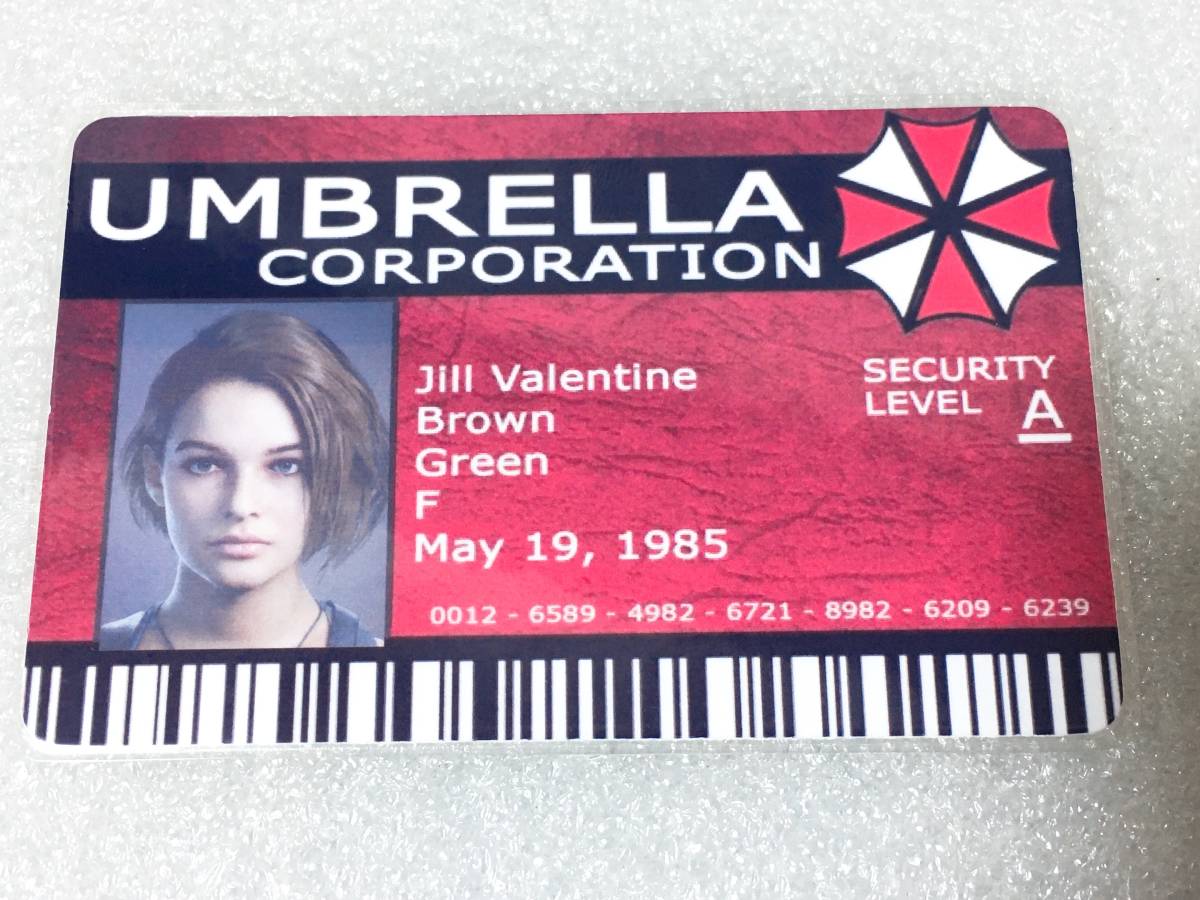 UMBRELLA
CORPORATION
Jill Valentine
Brown
Green
F
May 19, 1985
SECURITY
LEVEL A
0012 - 6589 - 4982 - 6721 - 8982 - 6209 - 6239